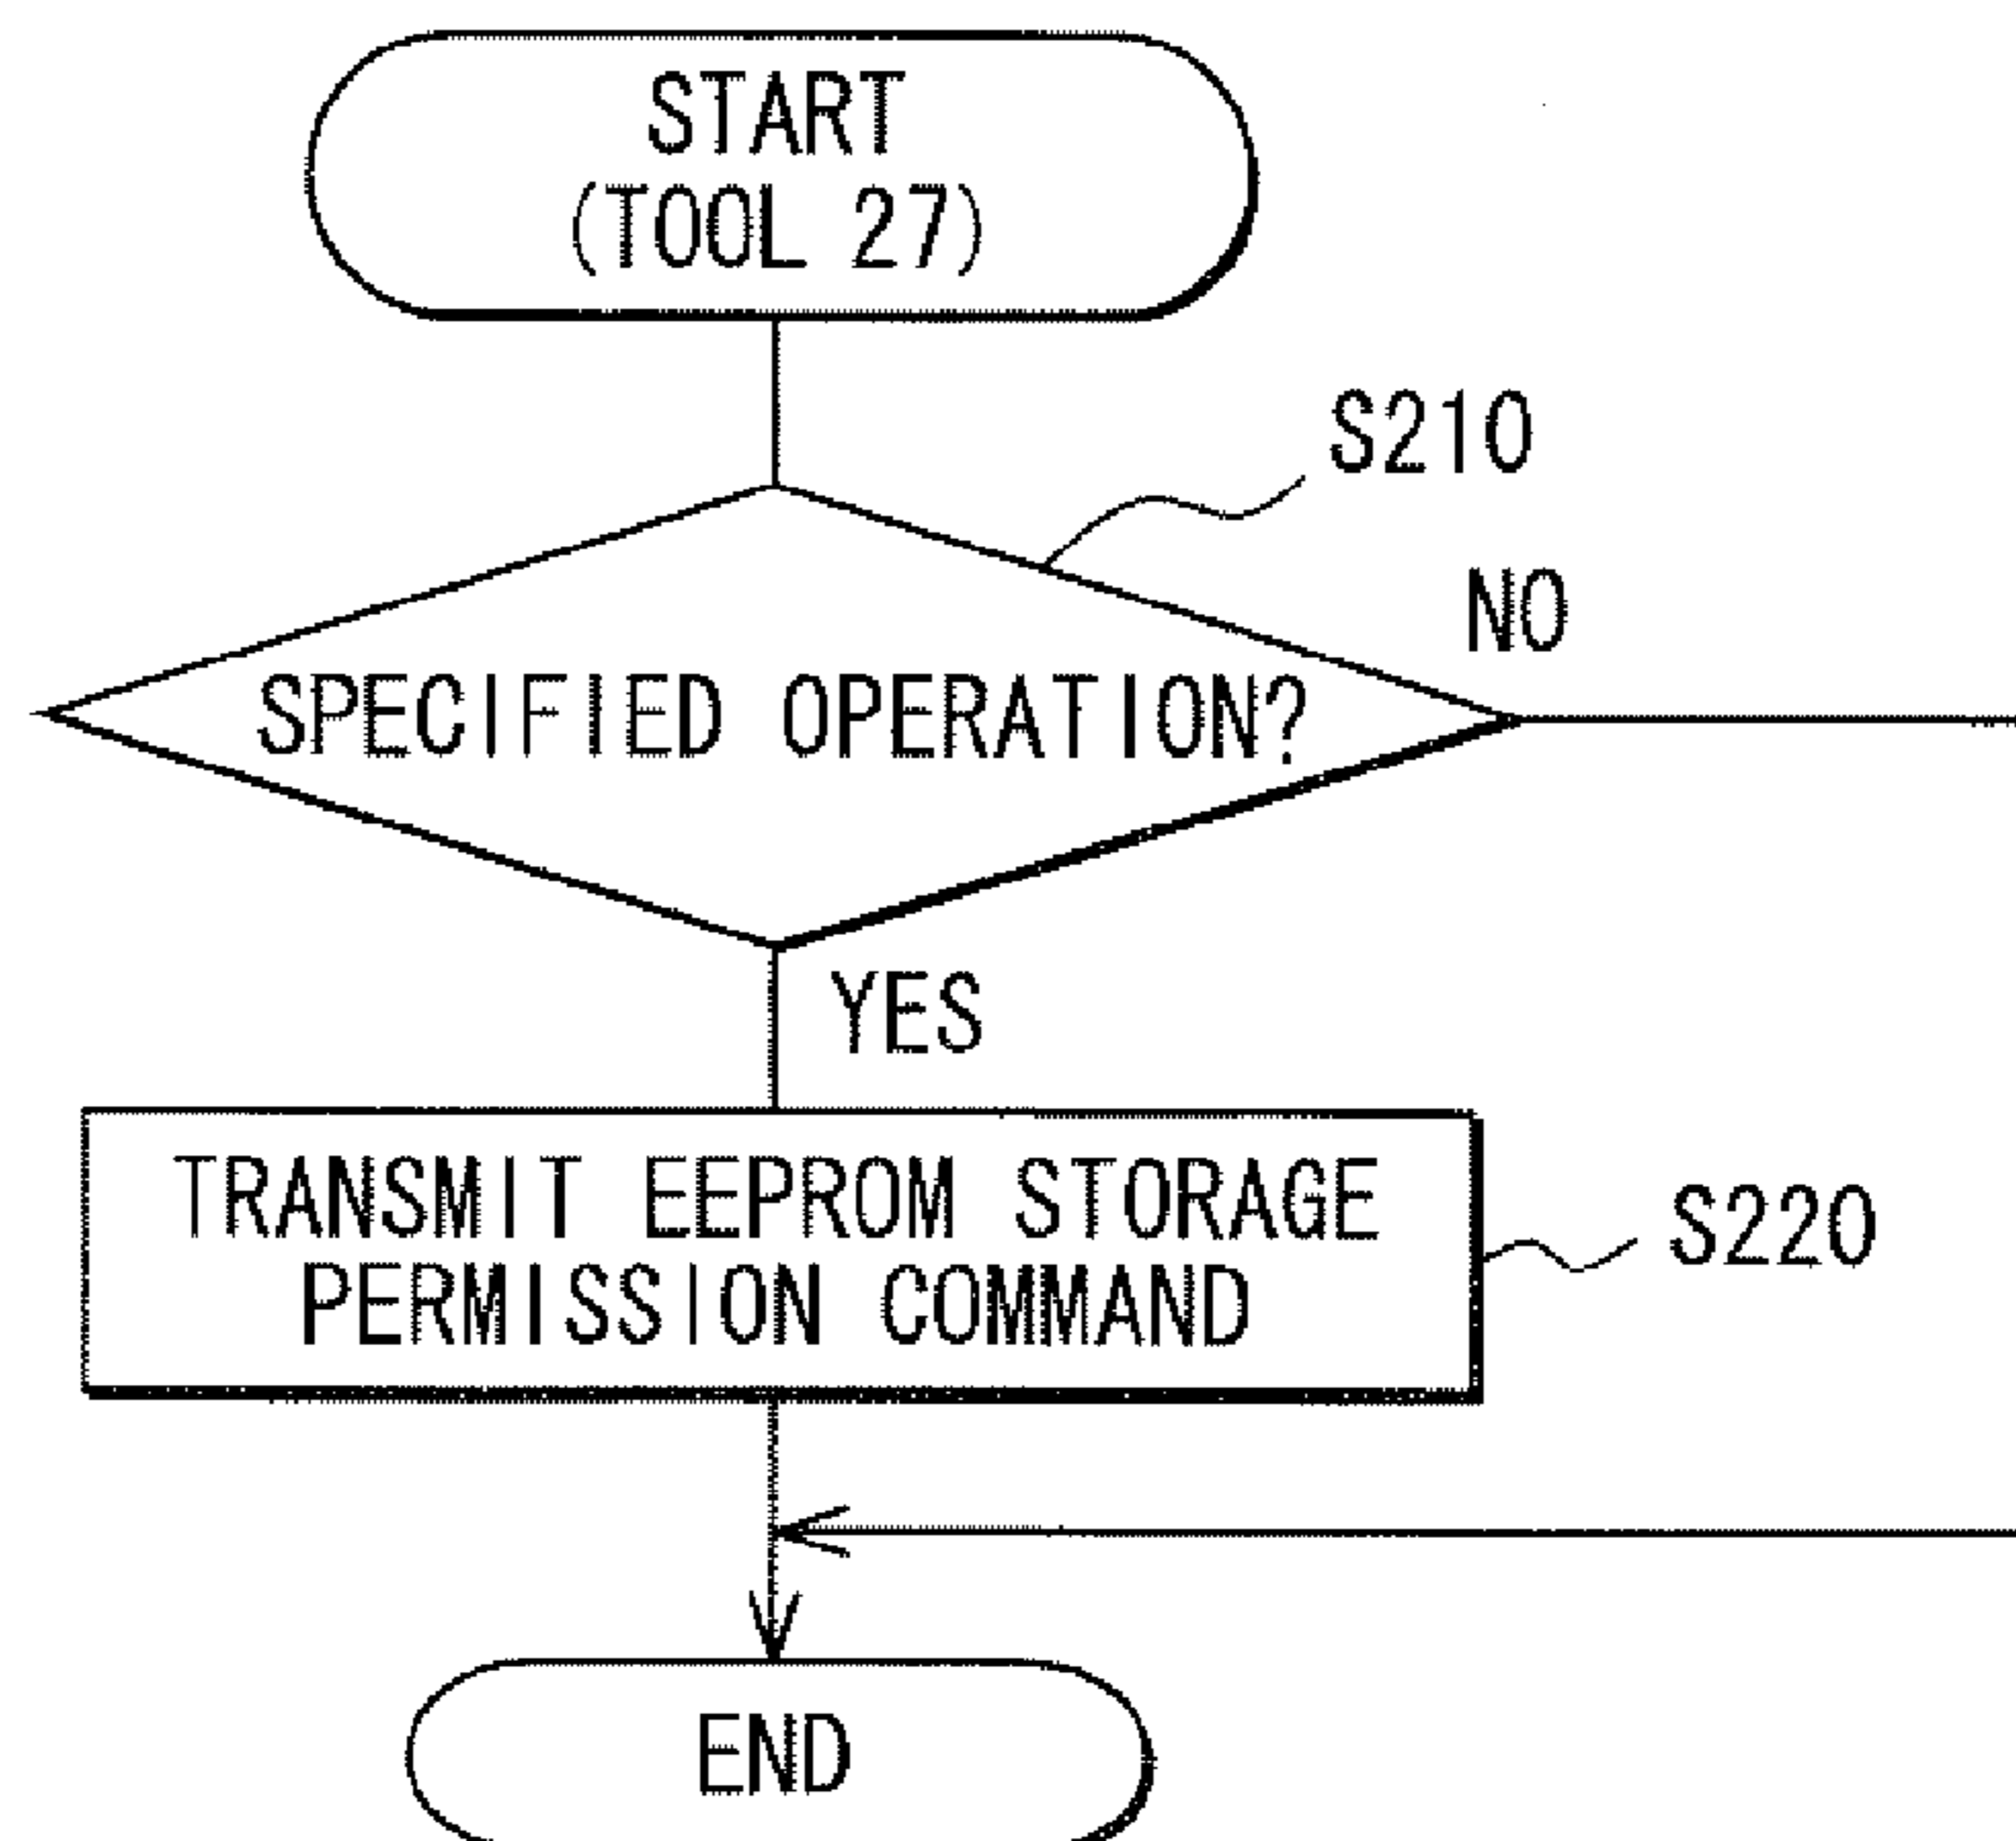 START
(TOOL 27)
S210
NO
SPECIFIED OPERATION?
YES
TRANSMIT EEPROM STORAGE
PERMISSION COMMAND
S220
END